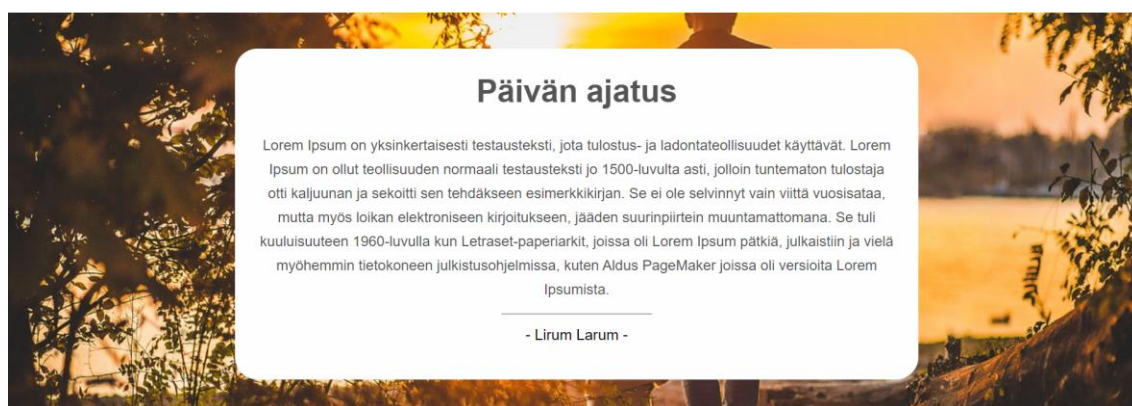 Päivän ajatus
Lorem Ipsum on yksinkertaisesti testausteksti, jota tulostus- ja ladontateollisuudet käyttävät. Lorem
Ipsum on ollut teollisuuden normaali testausteksti jo 1500-luvulta asti, jolloin tuntematon tulostaja
otti kaljuunan ja sekoitti sen tehdäkseen esimerkkikirjan. Se ei ole selvinnyt vain viittä vuosisataa,
mutta myös loikan elektroniseen kirjoitukseen, jääden suurinpiirtein muuntamattomana. Se tuli
kuuluisuuteen 1960-luvulla kun Letraset-paperiarkit, joissa oli Lorem Ipsum pätkiä, julkaistiin ja vielä
myöhemmin tietokoneen julkistusohjelmissa, kuten Aldus PageMaker joissa oli versioita Lorem
Ipsumista.
- Lirum Larum -